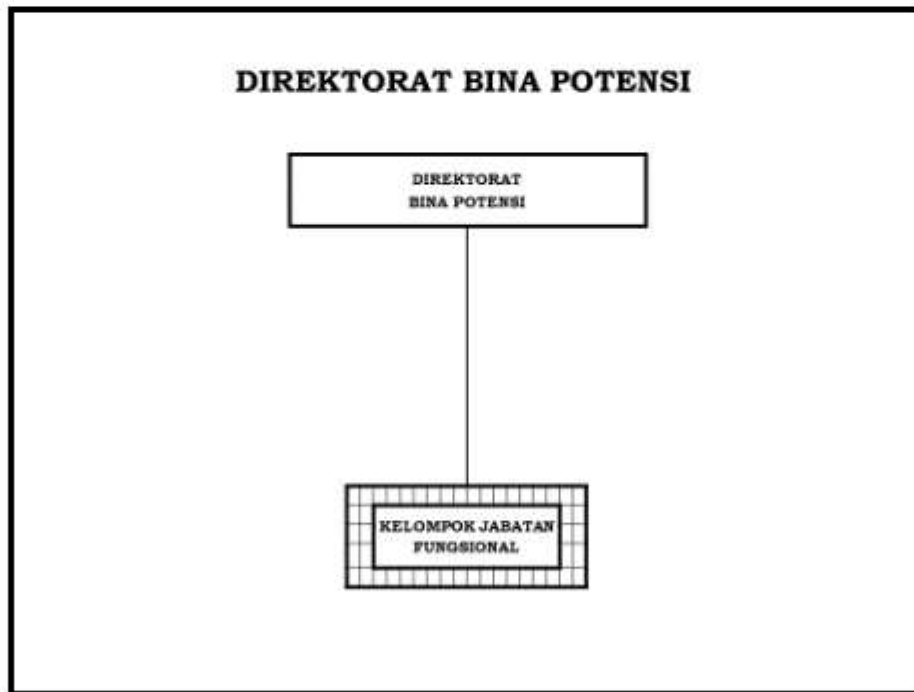 DIREKTORAT BINA POTENSI
DIREKTORAT
BINA POTENSI
KELOMPOK JABATAN
FUNGSIONAL